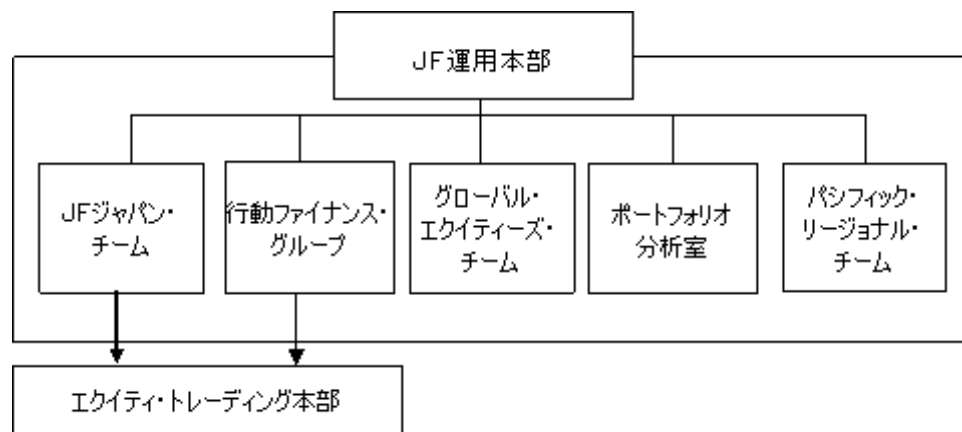 JF運用本部
JFジャパン・
チーム
行動ファイナンス・
グループ
グローバル・
エクイティーズ・
チーム
ポートフォリオ
分析室
パシフィック・
リージョナル・
チーム
エクイティ・トレーディング本部